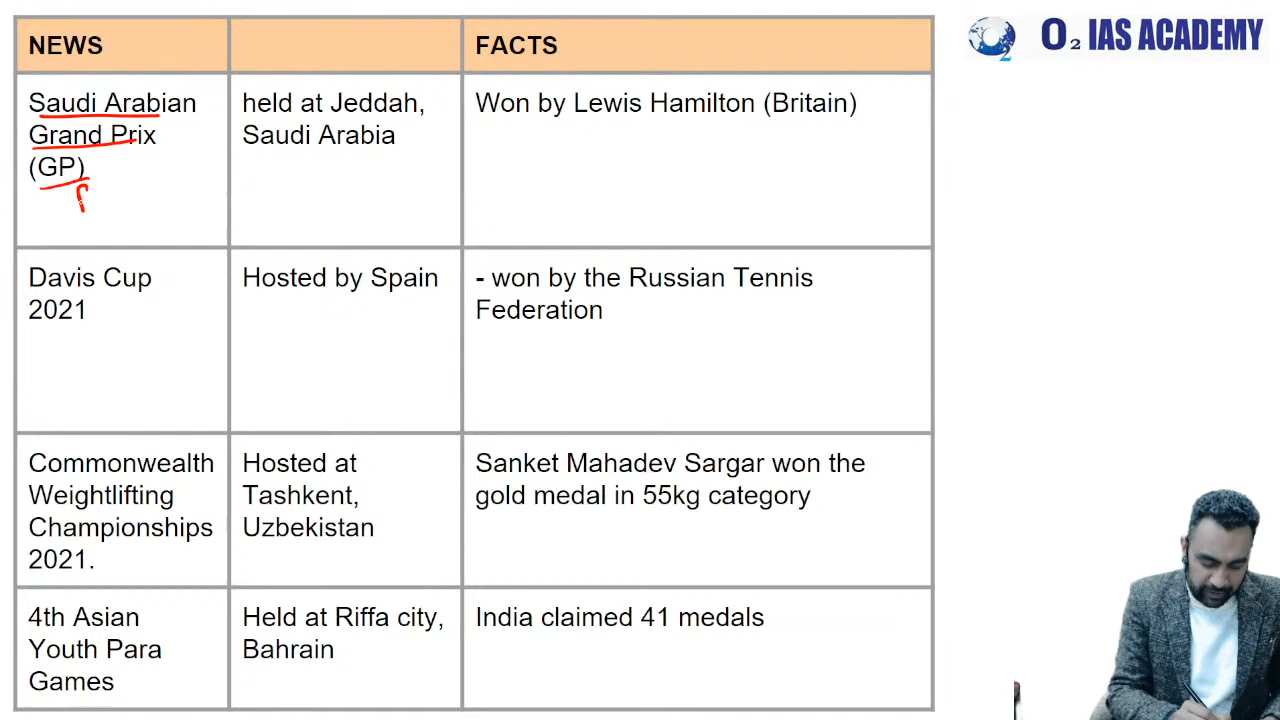 NEWS
FACTS
O2 IAS ACADEMY
Saudi Arabian
Grand Prix
(GP)
held at Jeddah,
Saudi Arabia
Won by Lewis Hamilton (Britain)
Davis Cup
2021
Hosted by Spain
- won by the Russian Tennis
Federation
Commonwealth
Weightlifting
Championships
2021.
Hosted at
Tashkent,
Uzbekistan
Sanket Mahadev Sargar won the
gold medal in 55kg category
4th Asian
Youth Para
Games
Held at Riffa city,
Bahrain
India claimed 41 medals